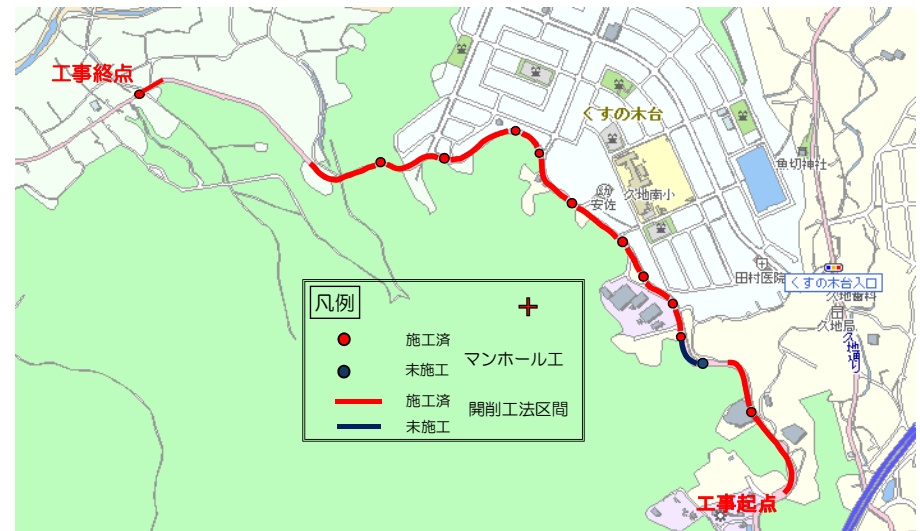 工事終点
くすの木台
魚切神社
幼
安佐
久地南小
田村医院
くすの木台入口
久地歯科
久地局
久地通り
凡例
施工済
マンホール工
未施工
施工済
開削工法区間
未施工
工事起点